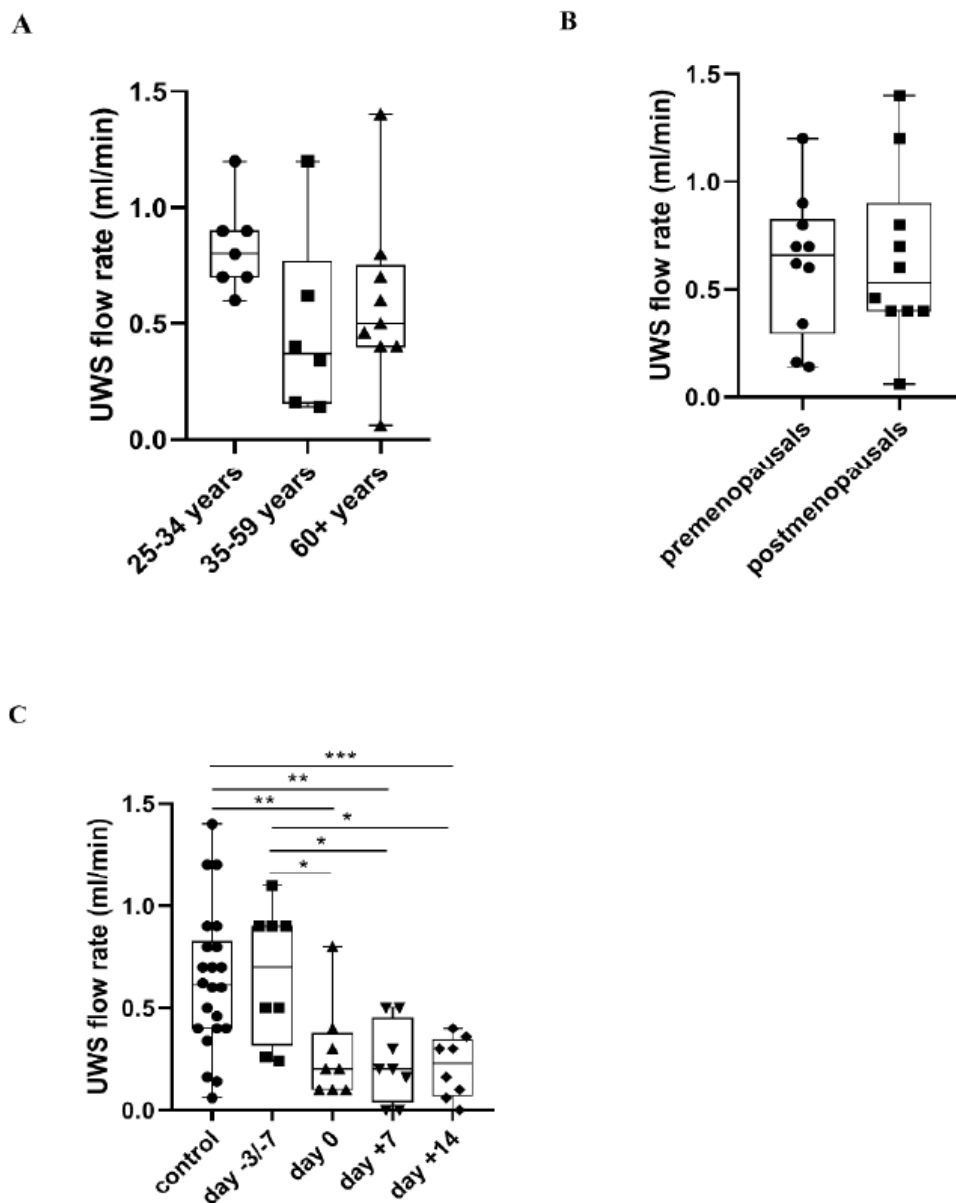 A
B
UWS flow rate (ml/min)
1.5
1.0
0.5
0.0
25-34 years
35-59 years
60+ years
UWS flow rate (ml/min)
1.5
1.0
0.5
0.0
premenopausals
postmenopausals
C
***
**
**
*
*
*
UWS flow rate (ml/min)
1.5
1.0
0.5
0.0
control
day -3/-7
day 0
day +7
day +14